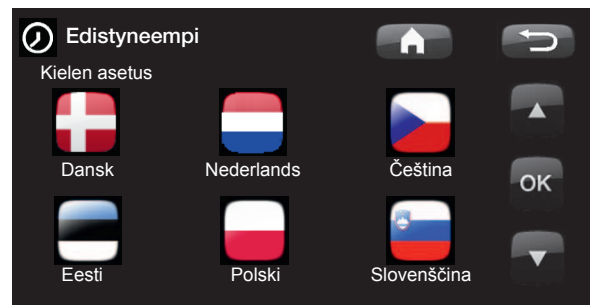 Edistyneempi
Kielen asetus
Dansk Nederlands Čeština
OK
Eesti Polski Slovenščina